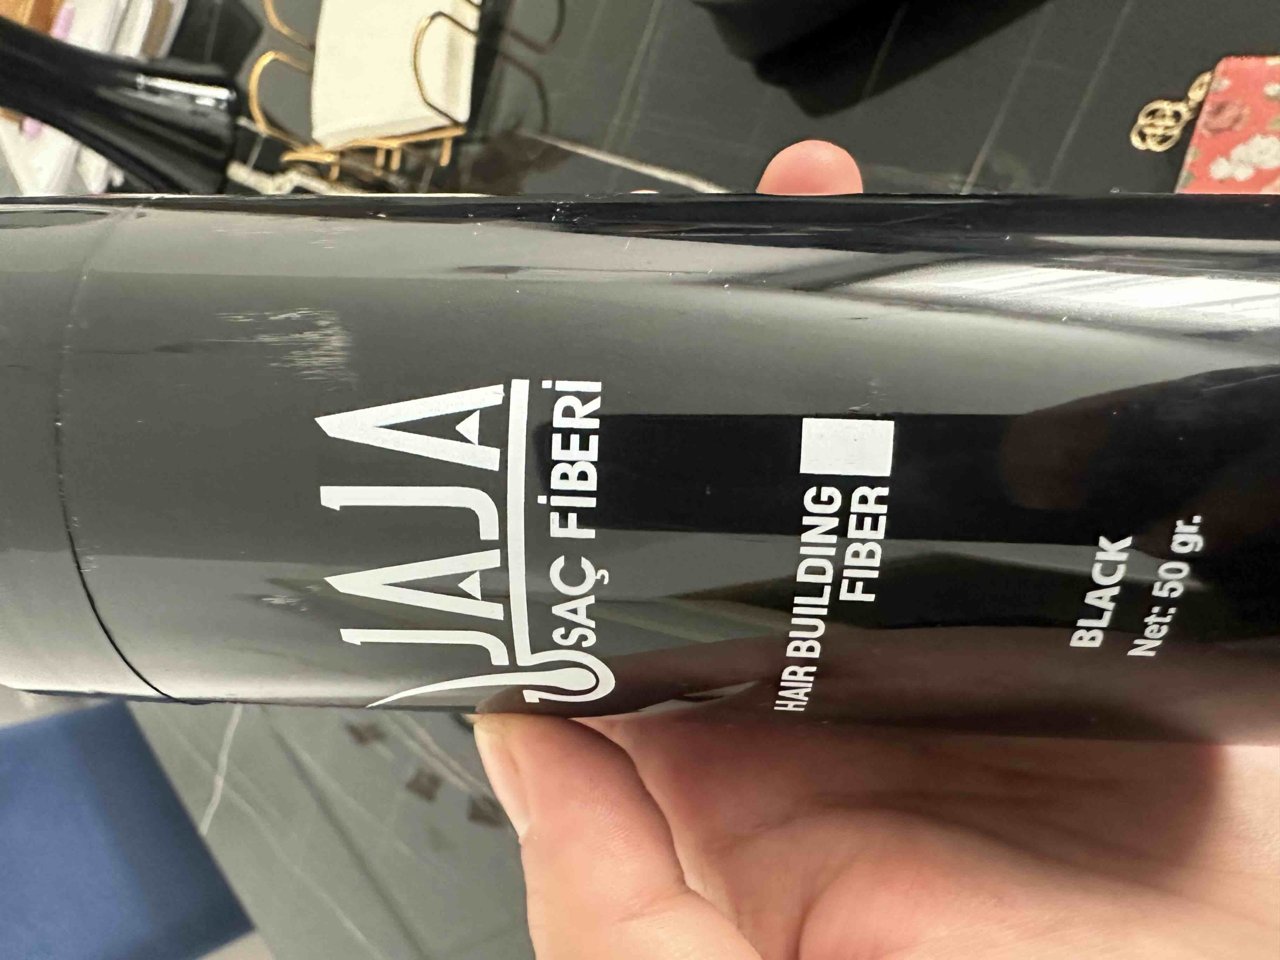 JAJA
SAÇ FİBERİ
HAIR BUILDING
FIBER
BLACK
Net: 50 gr.